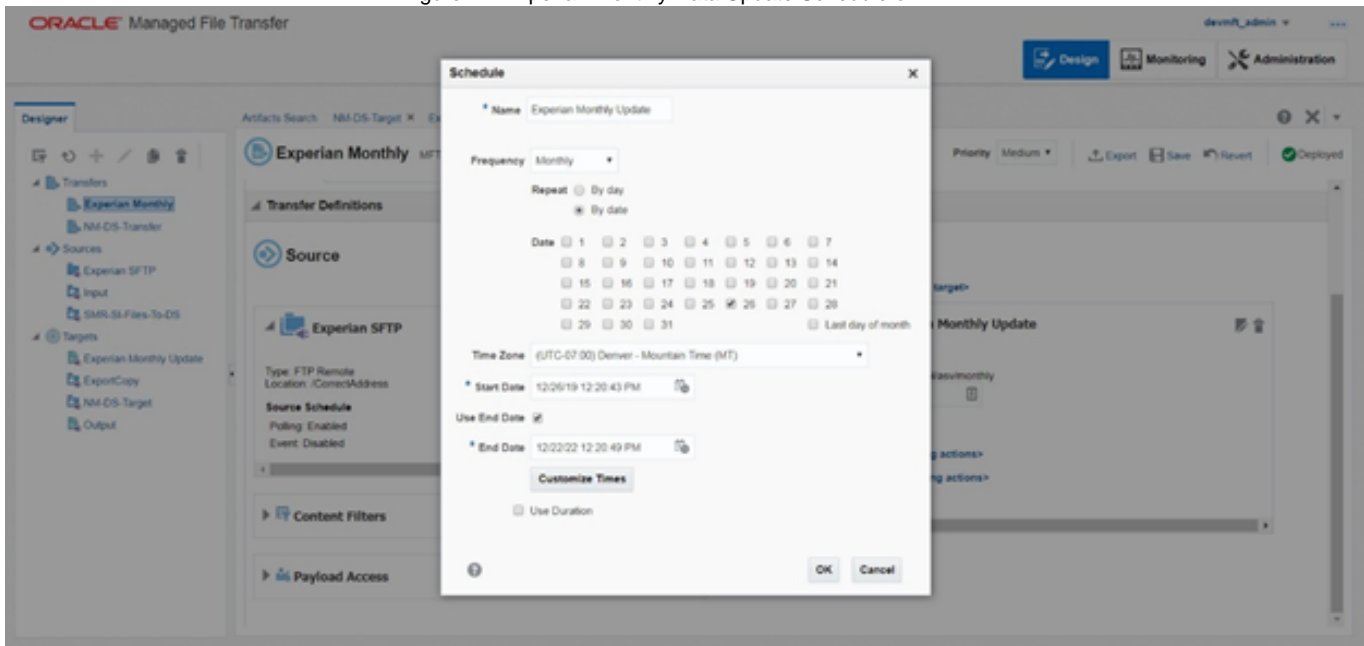 Experian Monthly Data Update Schedule
ORACLE Managed File Transfer
devmft_admin
Design
Monitoring
Administration
Designer
Artifacts Search NM-DS-Target
Transfers
Experian Monthly
NM-DS-Transfer
Sources
Experian SFTP
Input
SMR-SI-Files-To-DS
Targets
Experian Monthly Update
ExportCopy
NM-DS-Target
Output
Experian Monthly
Priority Medium
Export Save Revert Deployed
Transfer Definitions
Source
Experian SFTP
Type: FTP Remote
Location: /CorrectAddress
Source Schedule
Polling: Enabled
Event: Disabled
Content Filters
Payload Access
Schedule
* Name Experian Monthly Update
Frequency Monthly
Repeat By day
By date
Date 1 2 3 4 5 6 7
8 9 10 11 12 13 14
15 16 17 18 19 20 21
22 23 24 25 26 27 28
29 30 31 Last day of month
Time Zone (UTC-07:00) Denver - Mountain Time (MT)
* Start Date 12/26/19 12:20:43 PM
Use End Date
* End Date 12/22/22 12:20:49 PM
Customize Times
Use Duration
OK Cancel
target>
Monthly Update
actions>
actions>